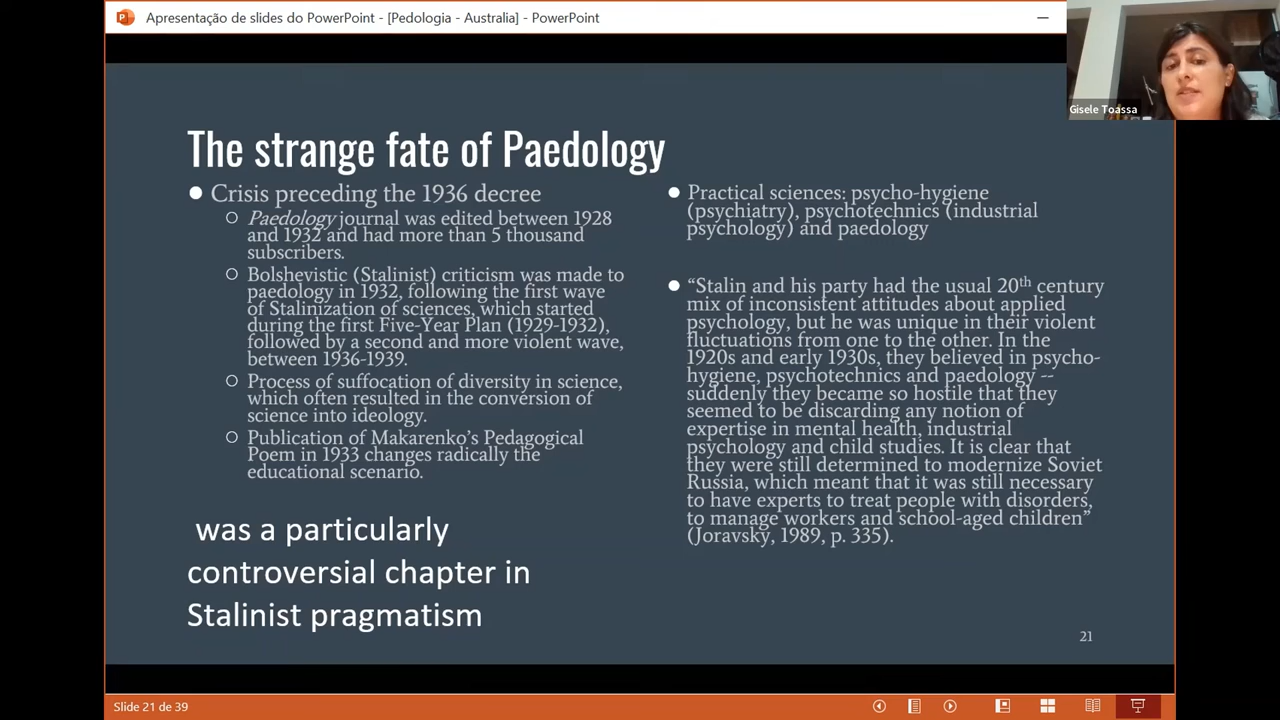 Apresentação de slides do PowerPoint - [Pedologia - Australia] - PowerPoint
Gisele Toassa
The strange fate of Paedology
Crisis preceding the 1936 decree
Paedology journal was edited between 1928
and 1932 and had more than 5 thousand
subscribers.
Bolshevistic (Stalinist) criticism was made to
paedology in 1932, following the first wave
of Stalinization of sciences, which started
during the first Five-Year Plan (1929-1932),
followed by a second and more violent wave,
between 1936-1939.
Process of suffocation of diversity in science,
which often resulted in the conversion of
science into ideology.
Publication of Makarenko's Pedagogical
Poem in 1933 changes radically the
educational scenario.
was a particularly
controversial chapter in
Stalinist pragmatism
Practical sciences: psycho-hygiene
(psychiatry), psychotechnics (industrial
psychology) and paedology
“Stalin and his party had the usual 20th century
mix of inconsistent attitudes about applied
psychology, but he was unique in their violent
fluctuations from one to the other. In the
1920s and early 1930s, they believed in psycho-
hygiene, psychotechnics and paedology --
suddenly they became so hostile that they
seemed to be discarding any notion of
expertise in mental health, industrial
psychology and child studies. It is clear that
they were still determined to modernize Soviet
Russia, which meant that it was still necessary
to have experts to treat people with disorders,
to manage workers and school-aged children”
(Joravsky, 1989, p. 335).
21
Slide 21 de 39